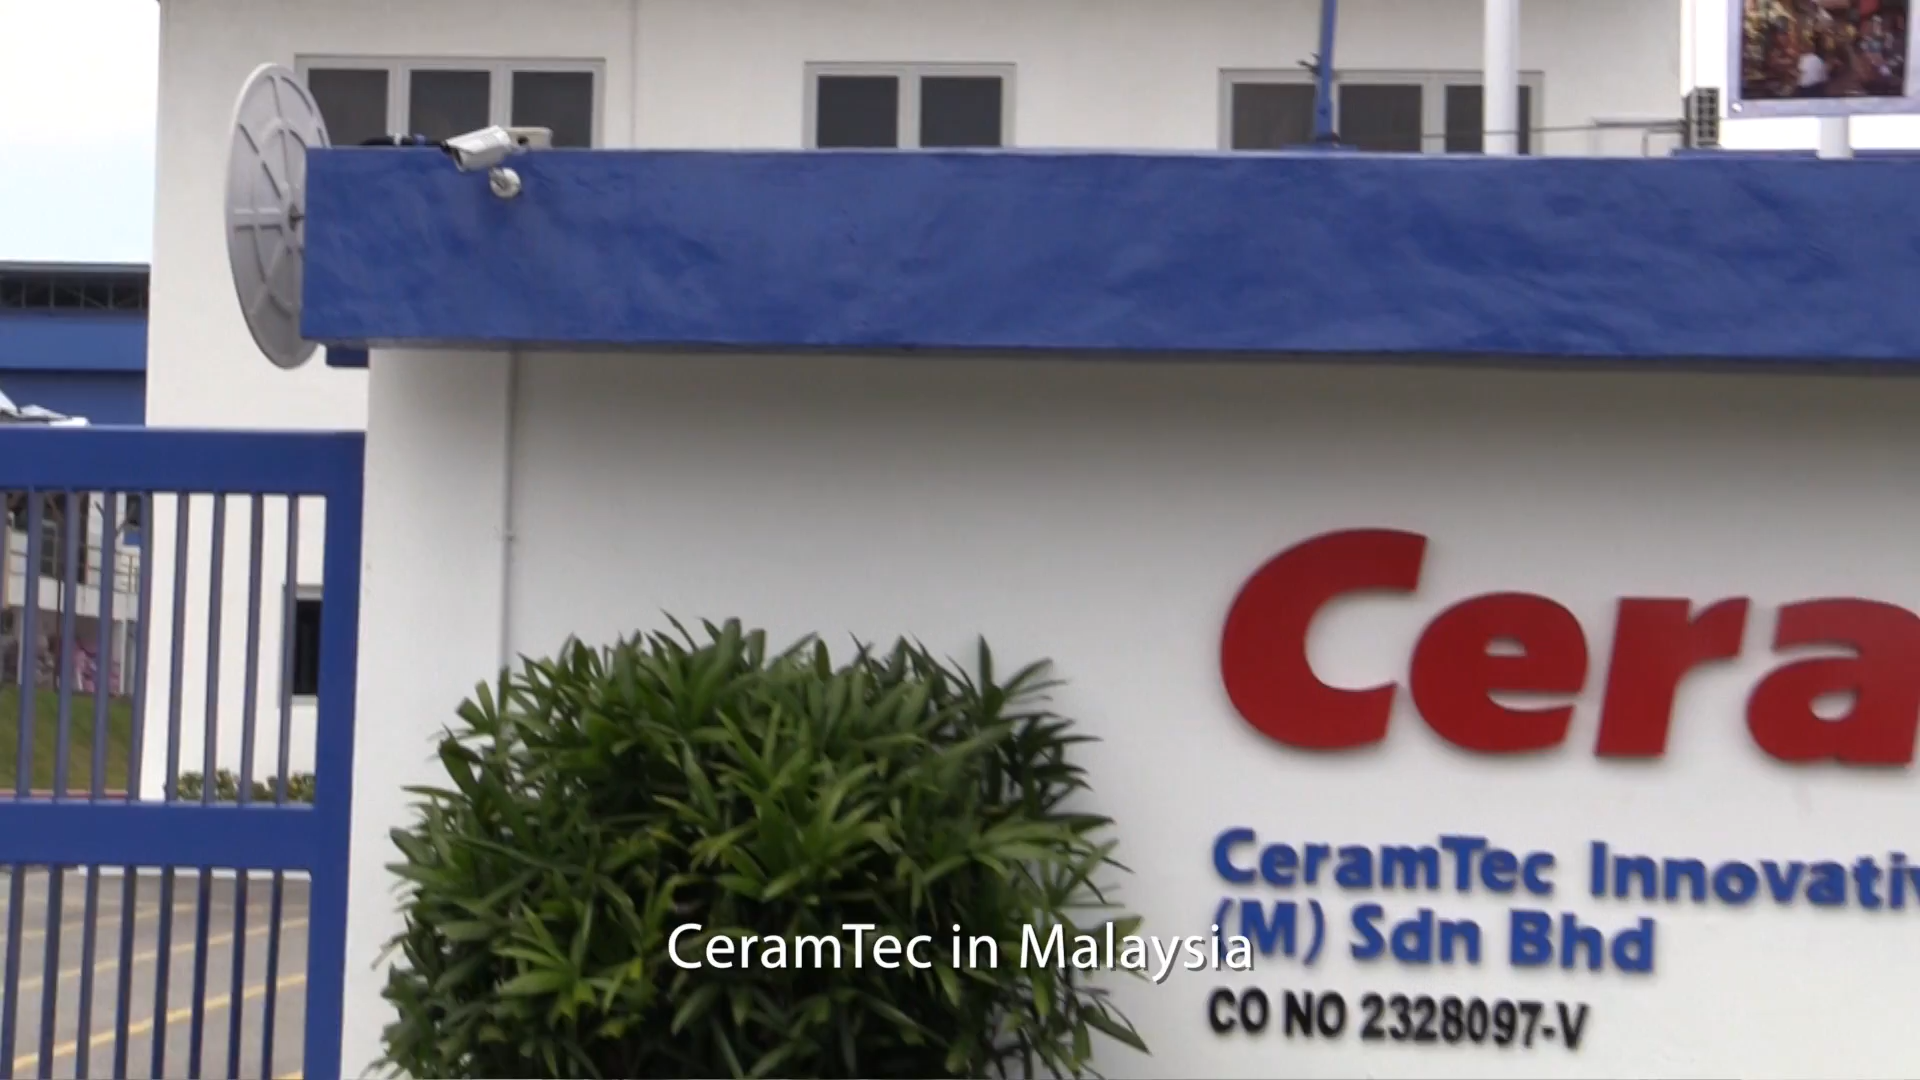 Cera
CeramTec Innovativ
(M) Sdn Bhd
CO NO 2328097-V
CeramTec in Malaysia